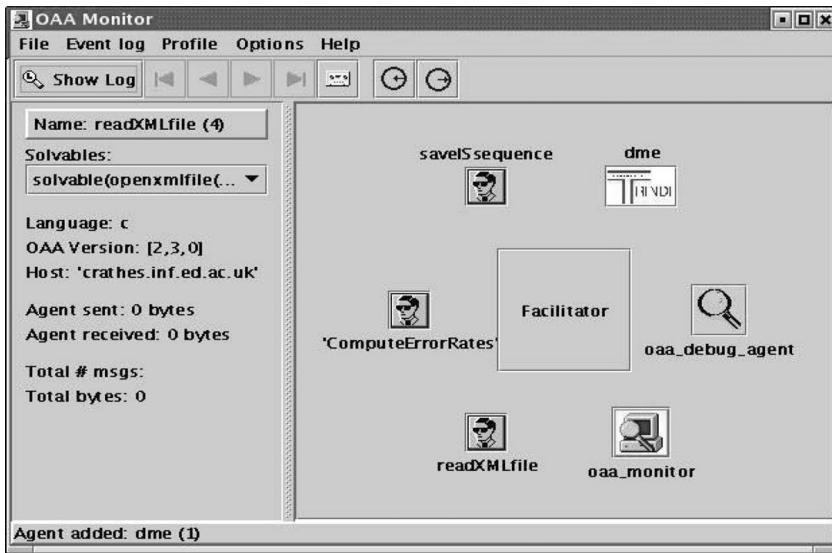 OAA Monitor
File Event log Profile Options Help
Show Log
Name: readXMLfile (4)
Solvables:
solvable(openxmlfile(...
Language: c
OAA Version: [2,3,0]
Host: 'crathes.inf.ed.ac.uk'
Agent sent: 0 bytes
Agent received: 0 bytes
Total # msgs:
Total bytes: 0
saveISsequence
dme
TRINDI
'ComputeErrorRates'
Facilitator
oaa_debug_agent
readXMLfile
oaa_monitor
Agent added: dme (1)